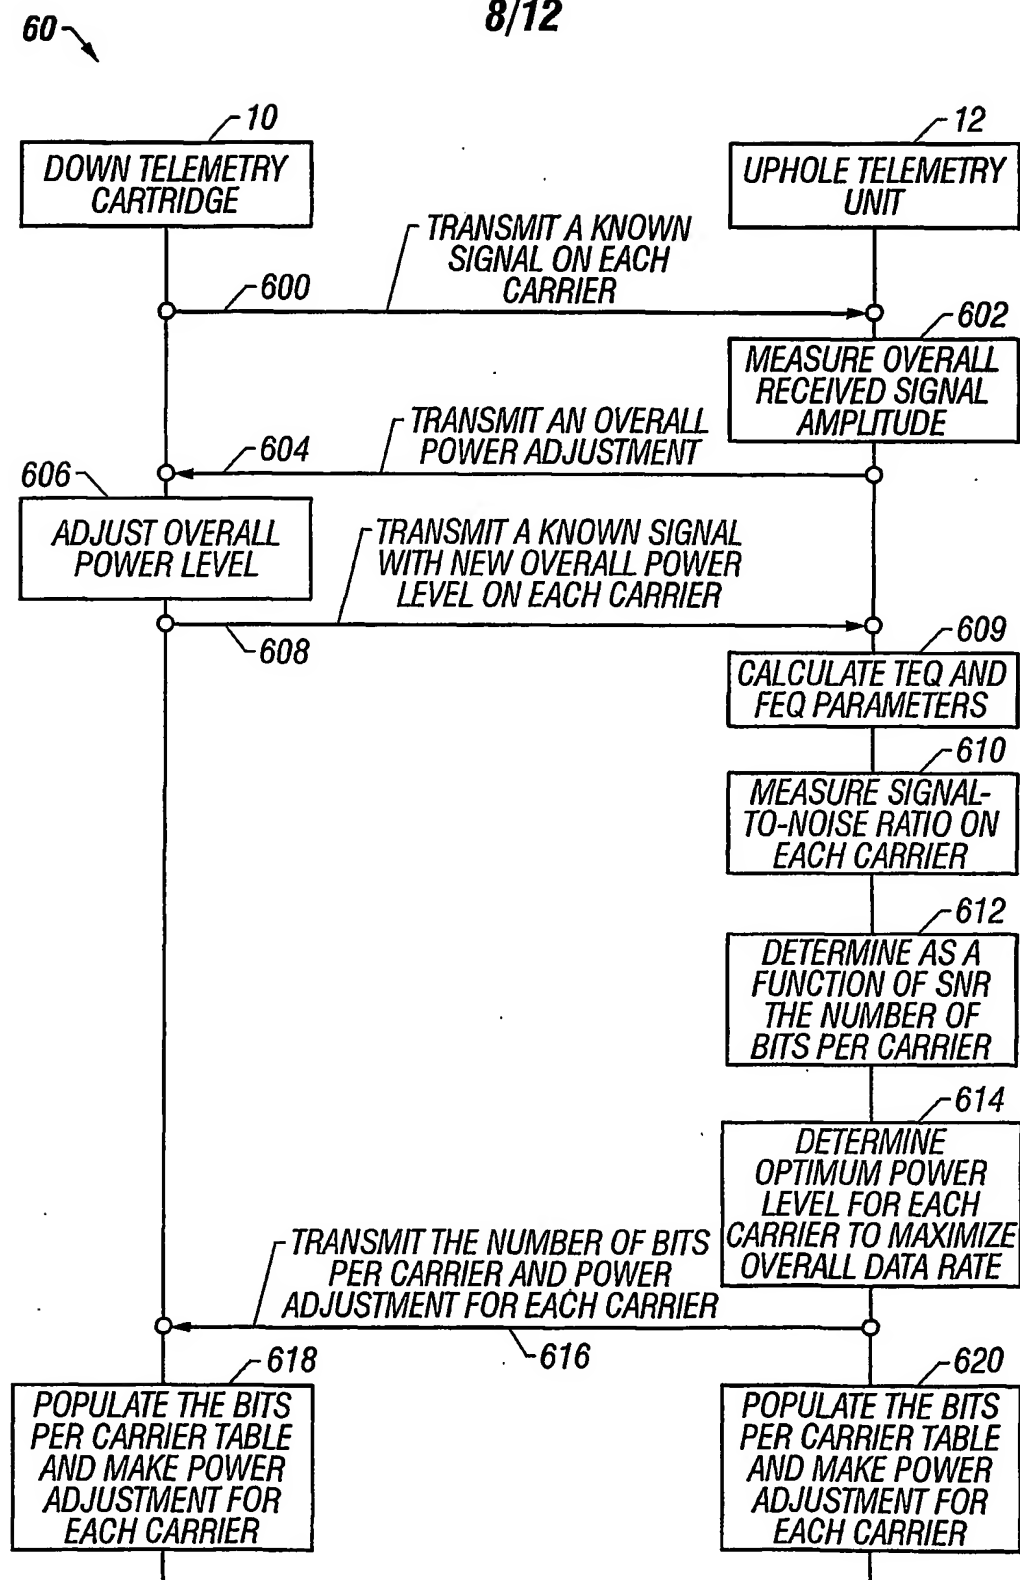 8/12
60
10
12
DOWN TELEMETRY
CARTRIDGE
UPHOLE TELEMETRY
UNIT
TRANSMIT A KNOWN
SIGNAL ON EACH
CARRIER
600
602
MEASURE OVERALL
RECEIVED SIGNAL
AMPLITUDE
TRANSMIT AN OVERALL
POWER ADJUSTMENT
604
606
ADJUST OVERALL
POWER LEVEL
TRANSMIT A KNOWN SIGNAL
WITH NEW OVERALL POWER
LEVEL ON EACH CARRIER
608
609
CALCULATE TEQ AND
FEQ PARAMETERS
610
MEASURE SIGNAL-
TO-NOISE RATIO ON
EACH CARRIER
612
DETERMINE AS A
FUNCTION OF SNR
THE NUMBER OF
BITS PER CARRIER
614
DETERMINE
OPTIMUM POWER
LEVEL FOR EACH
CARRIER TO MAXIMIZE
OVERALL DATA RATE
TRANSMIT THE NUMBER OF BITS
PER CARRIER AND POWER
ADJUSTMENT FOR EACH CARRIER
616
618
POPULATE THE BITS
PER CARRIER TABLE
AND MAKE POWER
ADJUSTMENT FOR
EACH CARRIER
620
POPULATE THE BITS
PER CARRIER TABLE
AND MAKE POWER
ADJUSTMENT FOR
EACH CARRIER